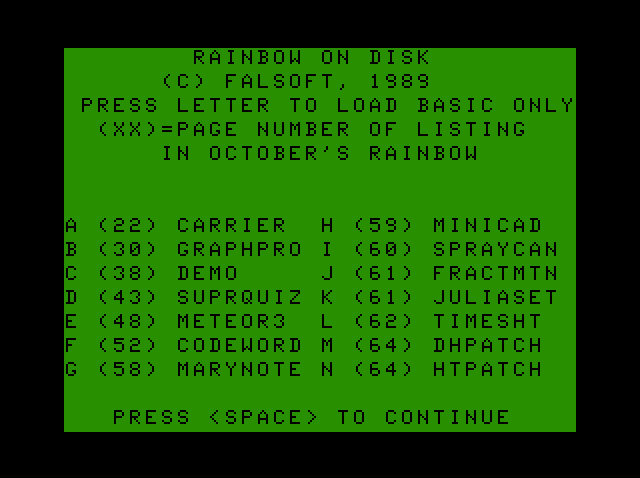 RAINBOW ON DISK
(C) FALSOFT, 1989
PRESS LETTER TO LOAD BASIC ONLY
(XX)=PAGE NUMBER OF LISTING
IN OCTOBER'S RAINBOW
A (22) CARRIER H (59) MINICAD
B (30) GRAPHPRO I (60) SPRAYCAN
C (38) DEMO J (61) FRACTMTN
D (43) SUPRQUIZ K (61) JULIASET
E (48) METEOR3 L (62) TIMESHT
F (52) CODEWORD M (64) DHPATCH
G (58) MARYNOTE N (64) HTPATCH
PRESS <SPACE> TO CONTINUE